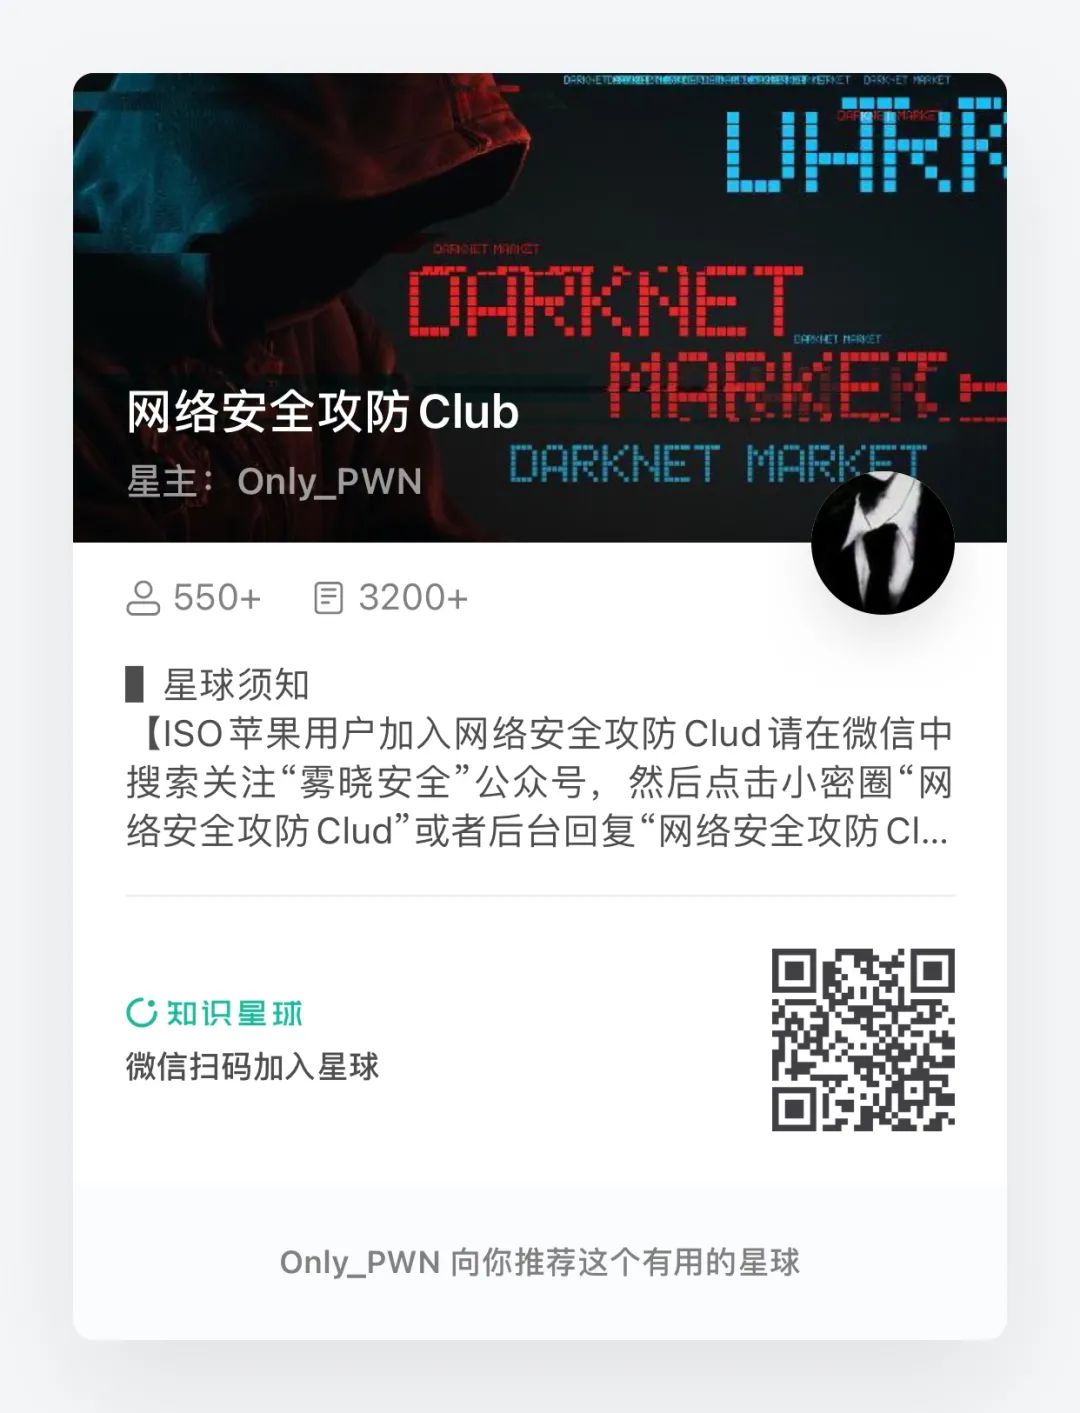 DARKNET MARKET
DARKNET MARKET
DARKNET MARKET
DARKNET
DARKNET MARKET
MARKET
网络安全攻防Club
DARKNET MARKET
星主：Only_PWN
550+ 3200+
▌星球须知
【ISO苹果用户加入网络安全攻防Clud请在微信中
搜索关注“雾晓安全”公众号，然后点击小密圈“网
络安全攻防Clud”或者后台回复“网络安全攻防Cl...
知识星球
微信扫码加入星球
Only_PWN 向你推荐这个有用的星球